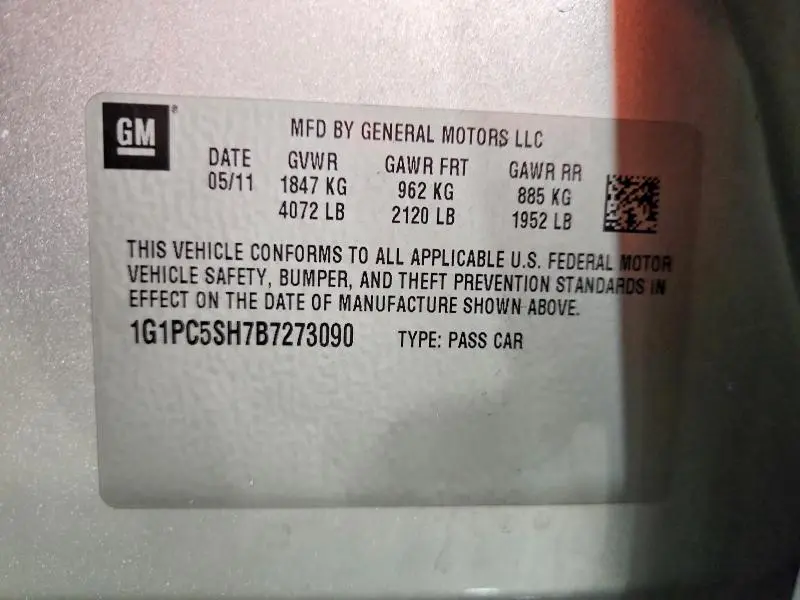 GM®
MFD BY GENERAL MOTORS LLC
DATE GVWR GAWR FRT GAWR RR
05/11 1847 KG 962 KG 885 KG
4072 LB 2120 LB 1952 LB
THIS VEHICLE CONFORMS TO ALL APPLICABLE U.S. FEDERAL MOTOR
VEHICLE SAFETY, BUMPER, AND THEFT PREVENTION STANDARDS IN
EFFECT ON THE DATE OF MANUFACTURE SHOWN ABOVE.
1G1PC5SH7B7273090 TYPE: PASS CAR